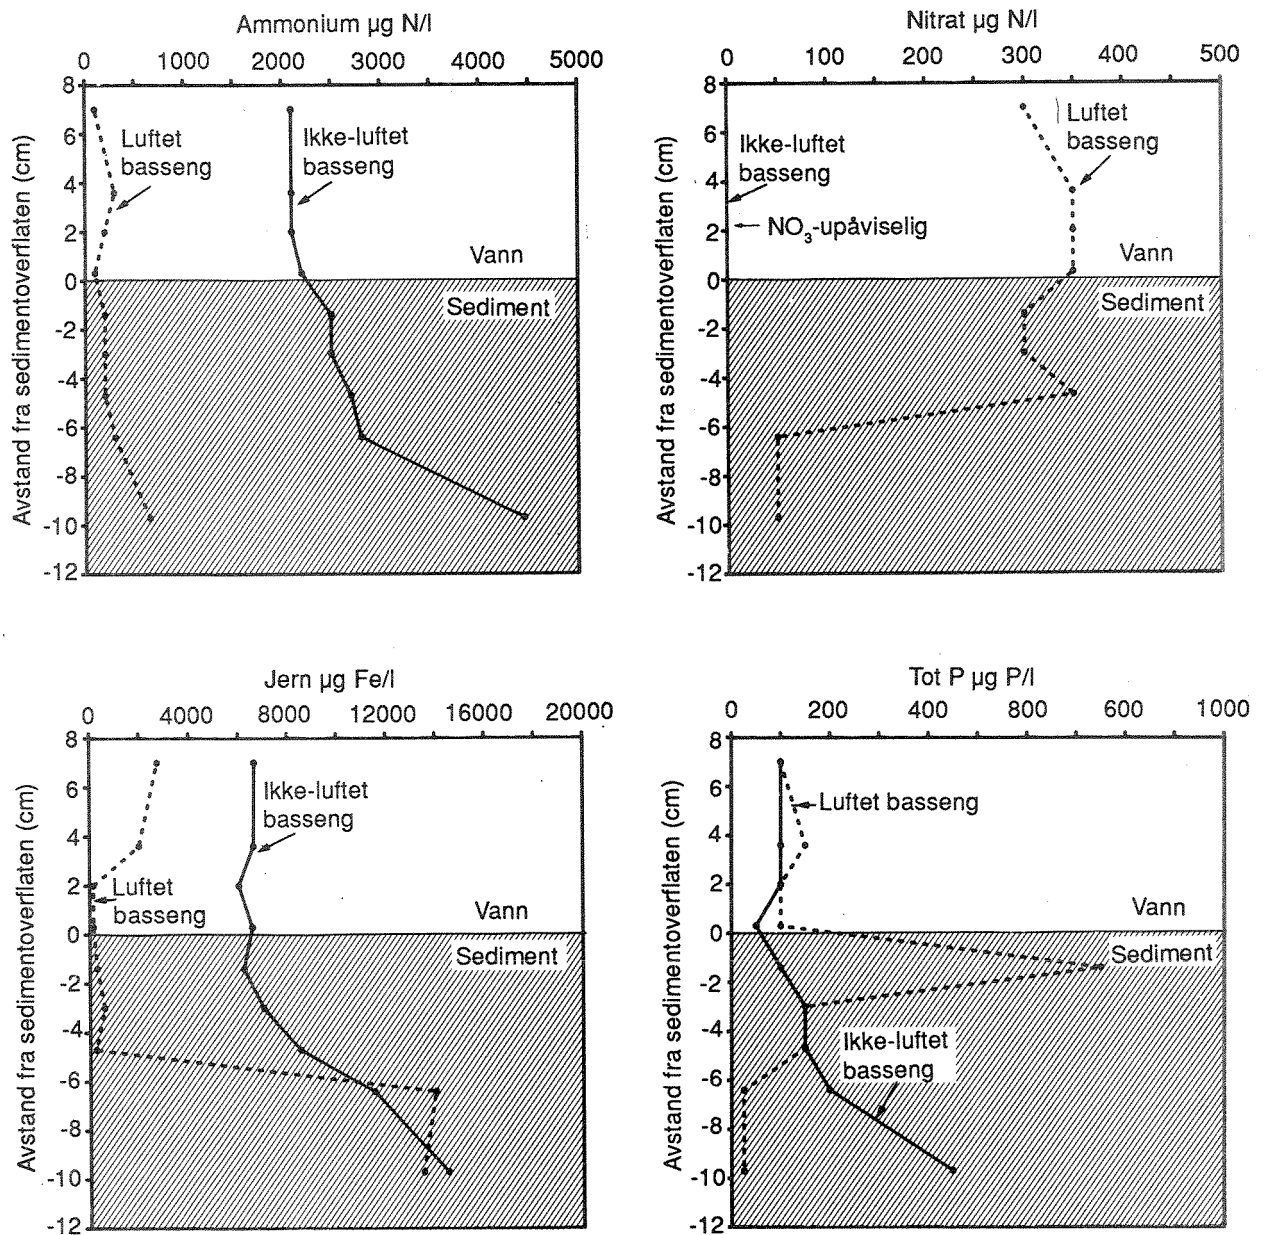 Ammonium µg N/l
0 1000 2000 3000 4000 5000
8
6
4
2
0
-2
-4
-6
-8
-10
-12
Avstand fra sedimentoverflaten (cm)
Luftet
basseng
Ikke-luftet
basseng
Vann
Sediment
Nitrat µg N/l
0 100 200 300 400 500
8
6
4
2
0
-2
-4
-6
-8
-10
-12
Avstand fra sedimentoverflaten (cm)
Ikke-luftet
basseng
NO3-upåviselig
Luftet
basseng
Vann
Sediment
Jern µg Fe/l
0 4000 8000 12000 16000 20000
8
6
4
2
0
-2
-4
-6
-8
-10
-12
Avstand fra sedimentoverflaten (cm)
Ikke-luftet
basseng
Luftet
basseng
Vann
Sediment
Tot P µg P/l
0 200 400 800 600 1000
8
6
4
2
0
-2
-4
-6
-8
-10
-12
Avstand fra sedimentoverflaten (cm)
Luftet basseng
Vann
Sediment
Ikke-luftet
basseng